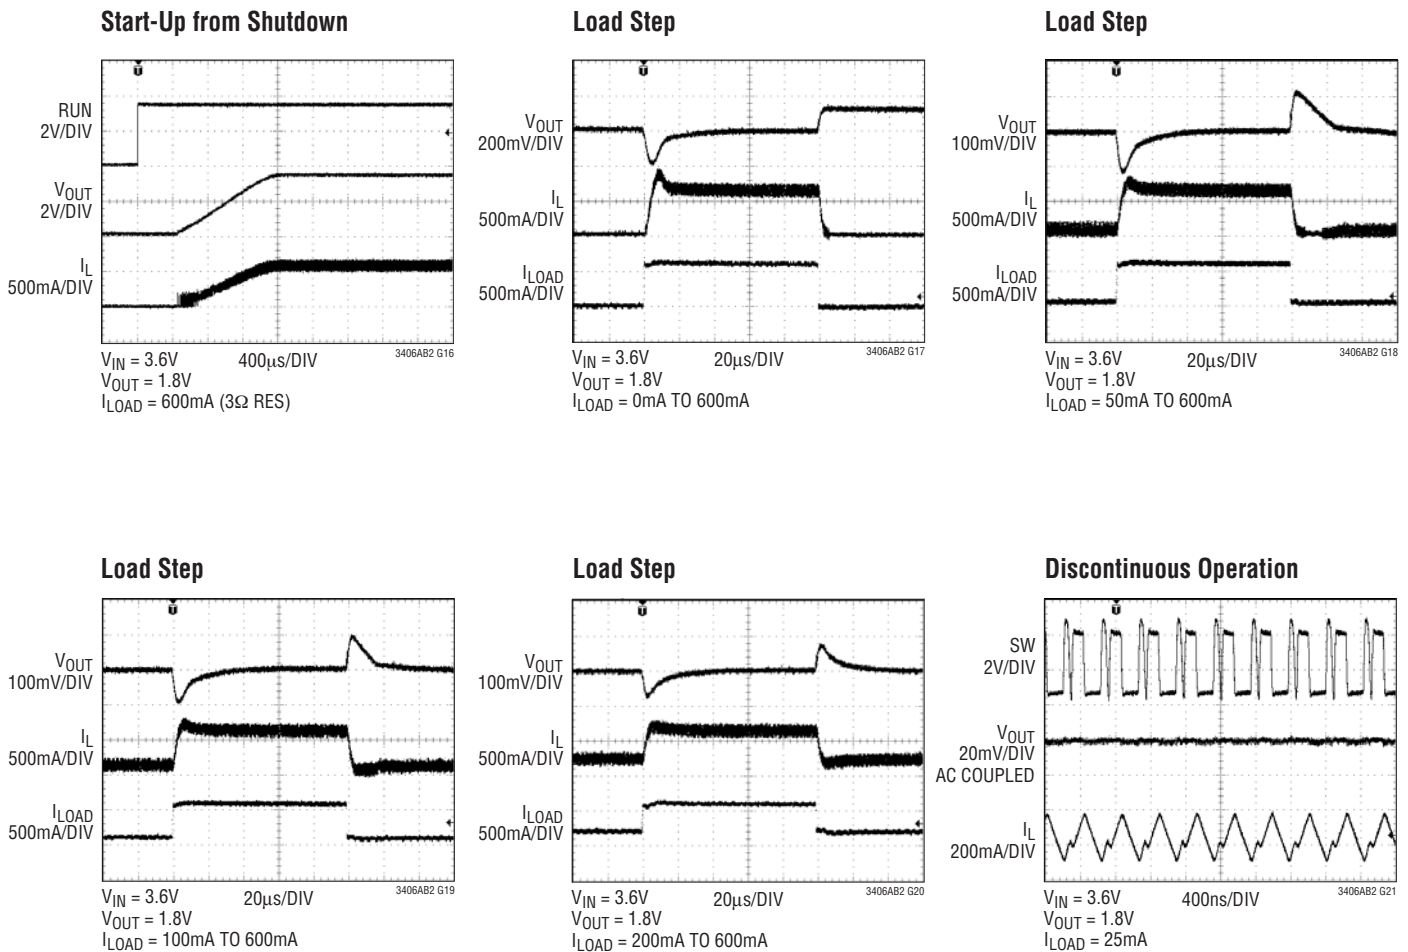 Start-Up from Shutdown
RUN
2V/DIV
VOUT
2V/DIV
IL
500mA/DIV
VIN = 3.6V
VOUT = 1.8V
ILOAD = 600mA (3Ω RES)
400µs/DIV
3406AB2 G16
Load Step
VOUT
200mV/DIV
IL
500mA/DIV
ILOAD
500mA/DIV
VIN = 3.6V
VOUT = 1.8V
ILOAD = 0mA TO 600mA
20µs/DIV
3406AB2 G17
Load Step
VOUT
100mV/DIV
IL
500mA/DIV
ILOAD
500mA/DIV
VIN = 3.6V
VOUT = 1.8V
ILOAD = 50mA TO 600mA
20µs/DIV
3406AB2 G18
Load Step
VOUT
100mV/DIV
IL
500mA/DIV
ILOAD
500mA/DIV
VIN = 3.6V
VOUT = 1.8V
ILOAD = 100mA TO 600mA
20µs/DIV
3406AB2 G19
Load Step
VOUT
100mV/DIV
IL
500mA/DIV
ILOAD
500mA/DIV
VIN = 3.6V
VOUT = 1.8V
ILOAD = 200mA TO 600mA
20µs/DIV
3406AB2 G20
Discontinuous Operation
SW
2V/DIV
VOUT
20mV/DIV
AC COUPLED
IL
200mA/DIV
VIN = 3.6V
VOUT = 1.8V
ILOAD = 25mA
400ns/DIV
3406AB2 G21